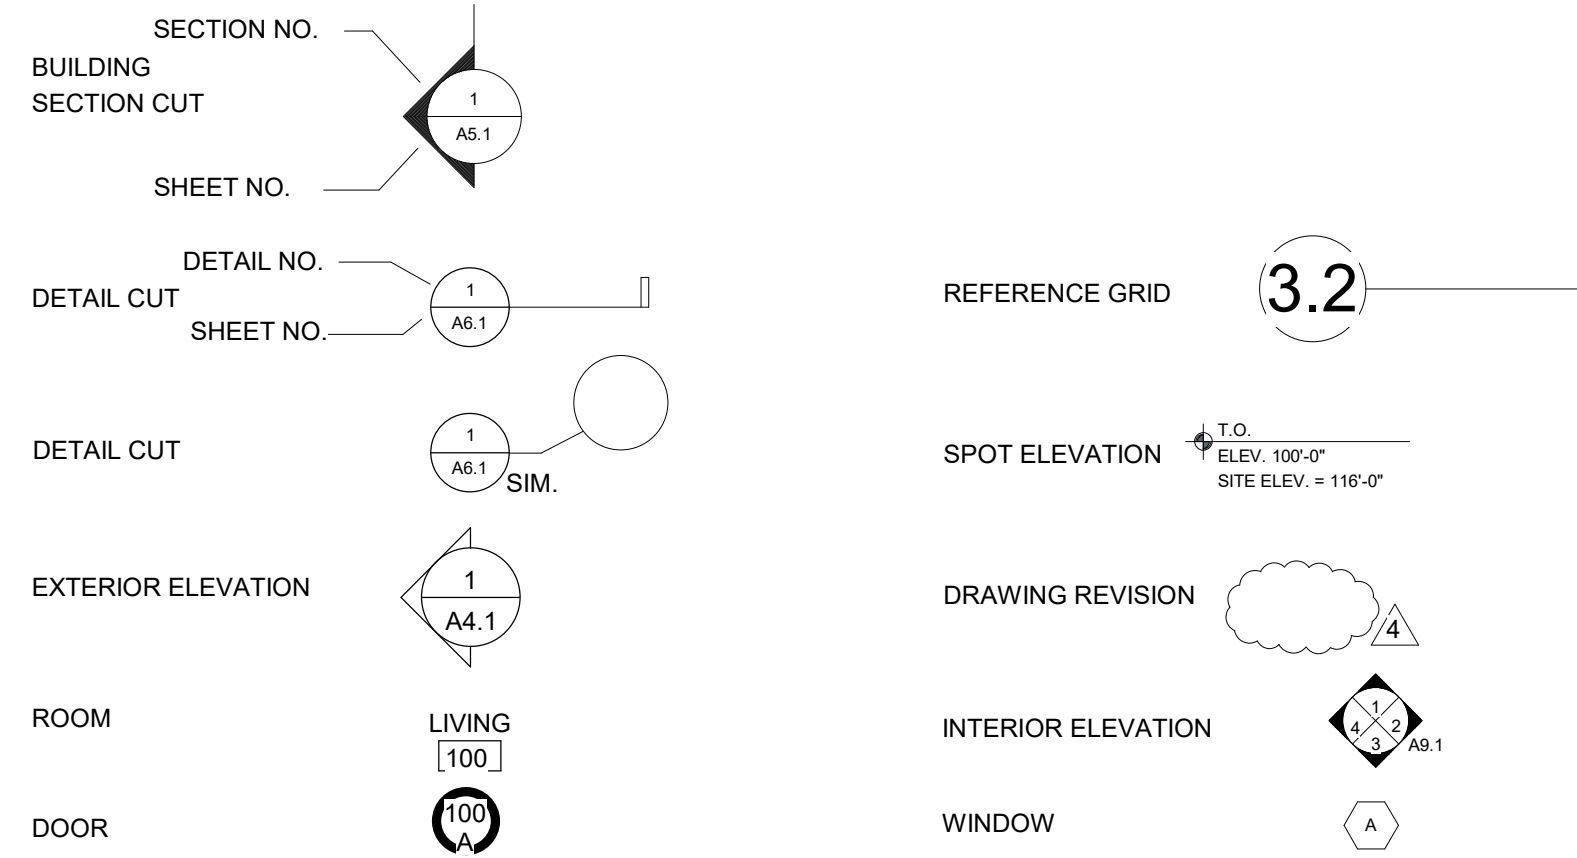 SECTION NO.
BUILDING
SECTION CUT
1
A5.1
SHEET NO.
DETAIL NO.
DETAIL CUT
1
A6.1
SHEET NO.
DETAIL CUT
1
A6.1
SIM.
EXTERIOR ELEVATION
1
A4.1
ROOM
LIVING
100
DOOR
100
A
REFERENCE GRID
3.2
SPOT ELEVATION
T.O.
ELEV. 100'-0"
SITE ELEV. = 116'-0"
DRAWING REVISION
4
INTERIOR ELEVATION
1
4 2
3
A9.1
WINDOW
A